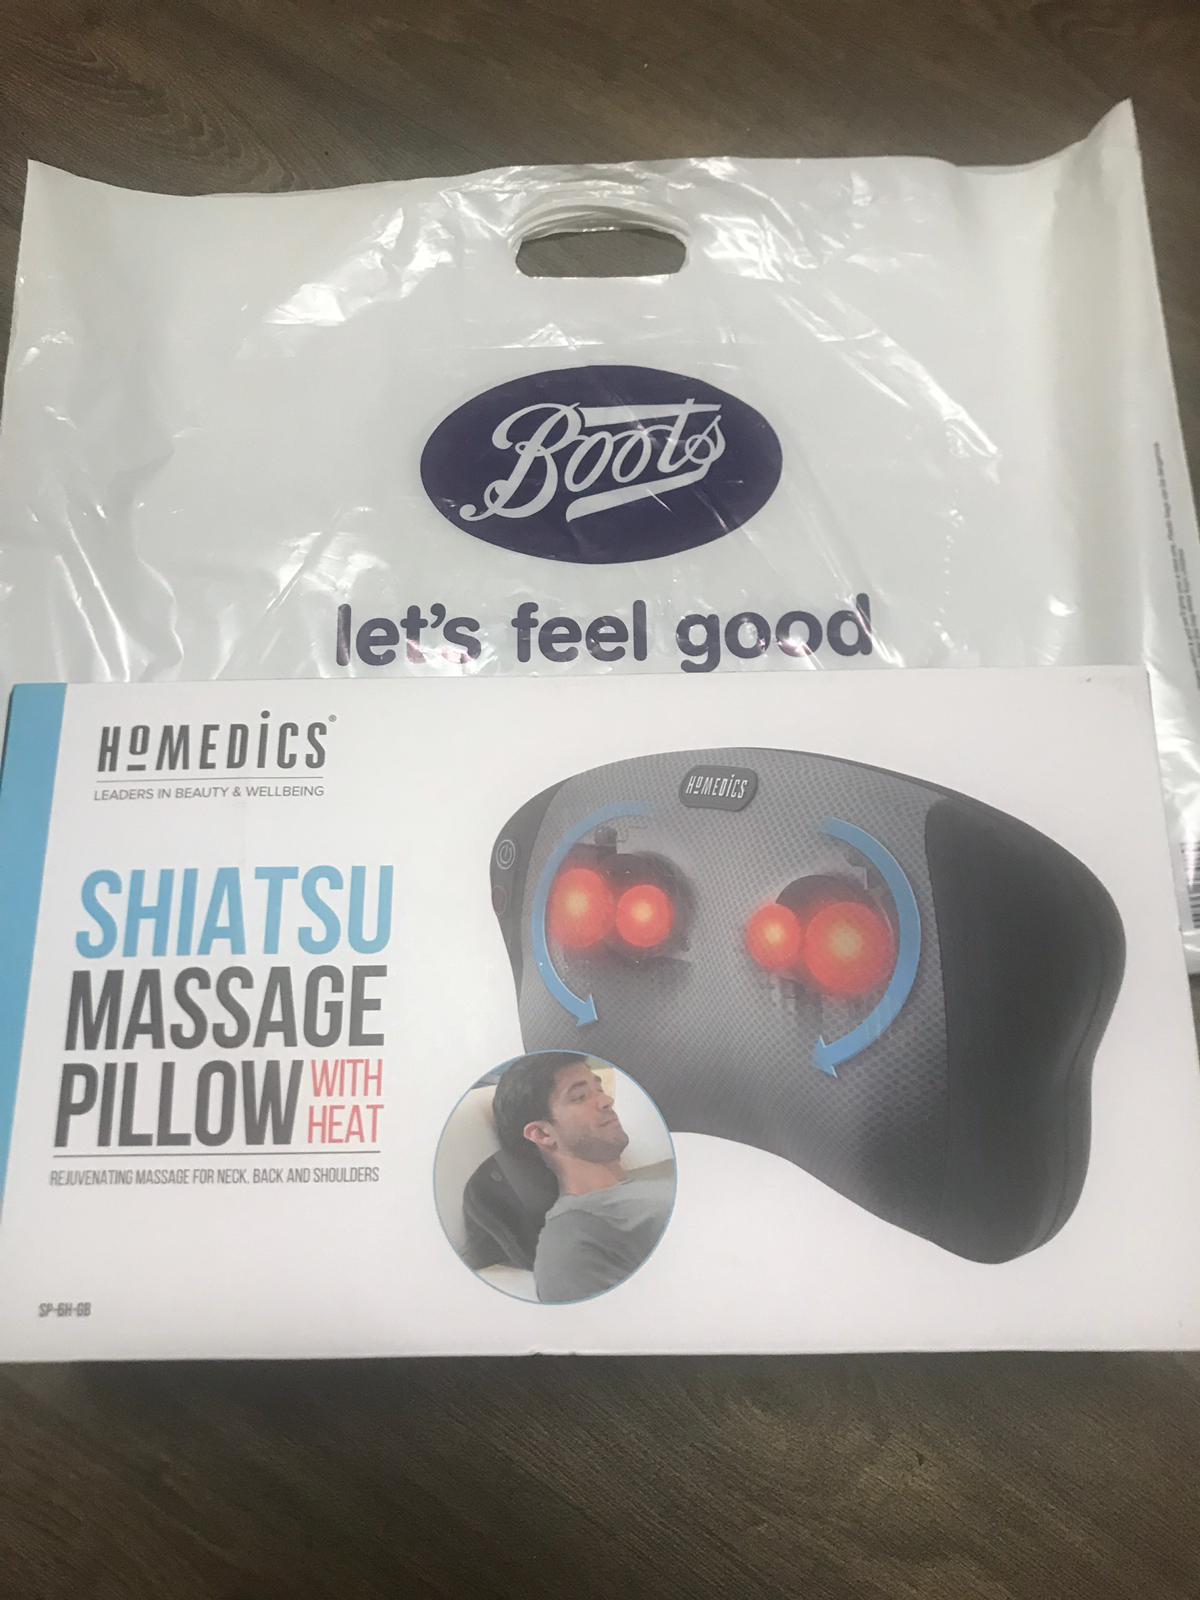 Boots
let's feel good
HoMEDiCS®
LEADERS IN BEAUTY & WELLBEING
HoMEDiCS
SHIATSU
MASSAGE
PILLOW WITH
HEAT
REJUVENATING MASSAGE FOR NECK, BACK AND SHOULDERS
SP-6H-GB